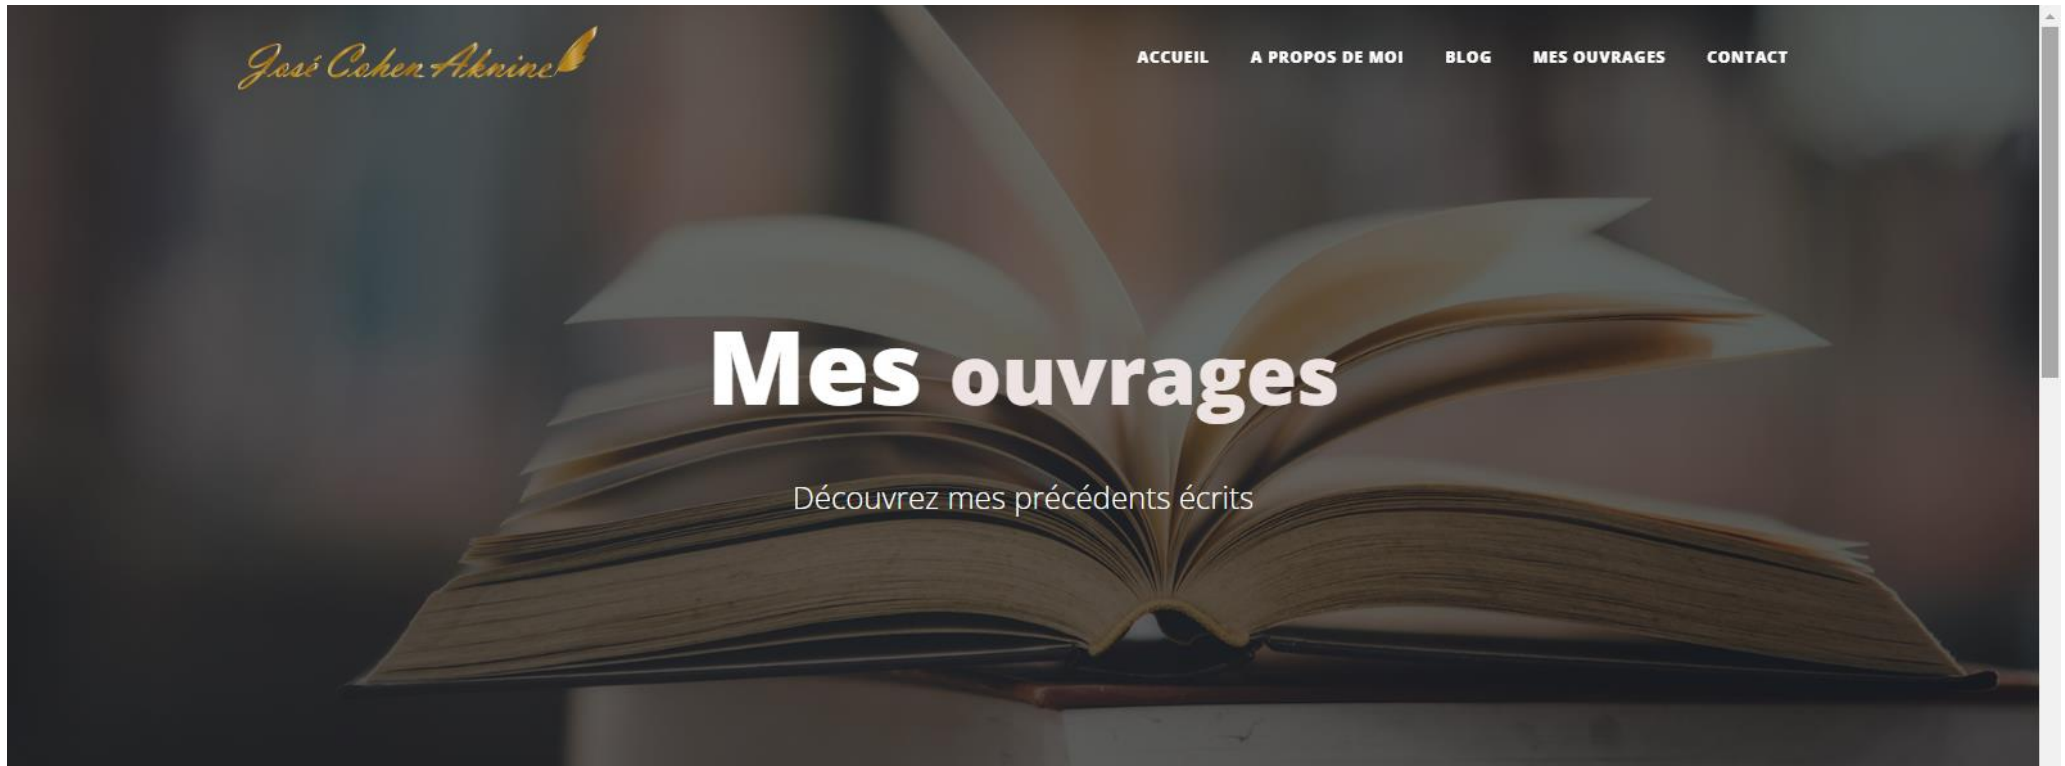 José Cohen Aknine
ACCUEIL A PROPOS DE MOI BLOG MES OUVRAGES CONTACT
Mes ouvrages
Découvrez mes précédents écrits